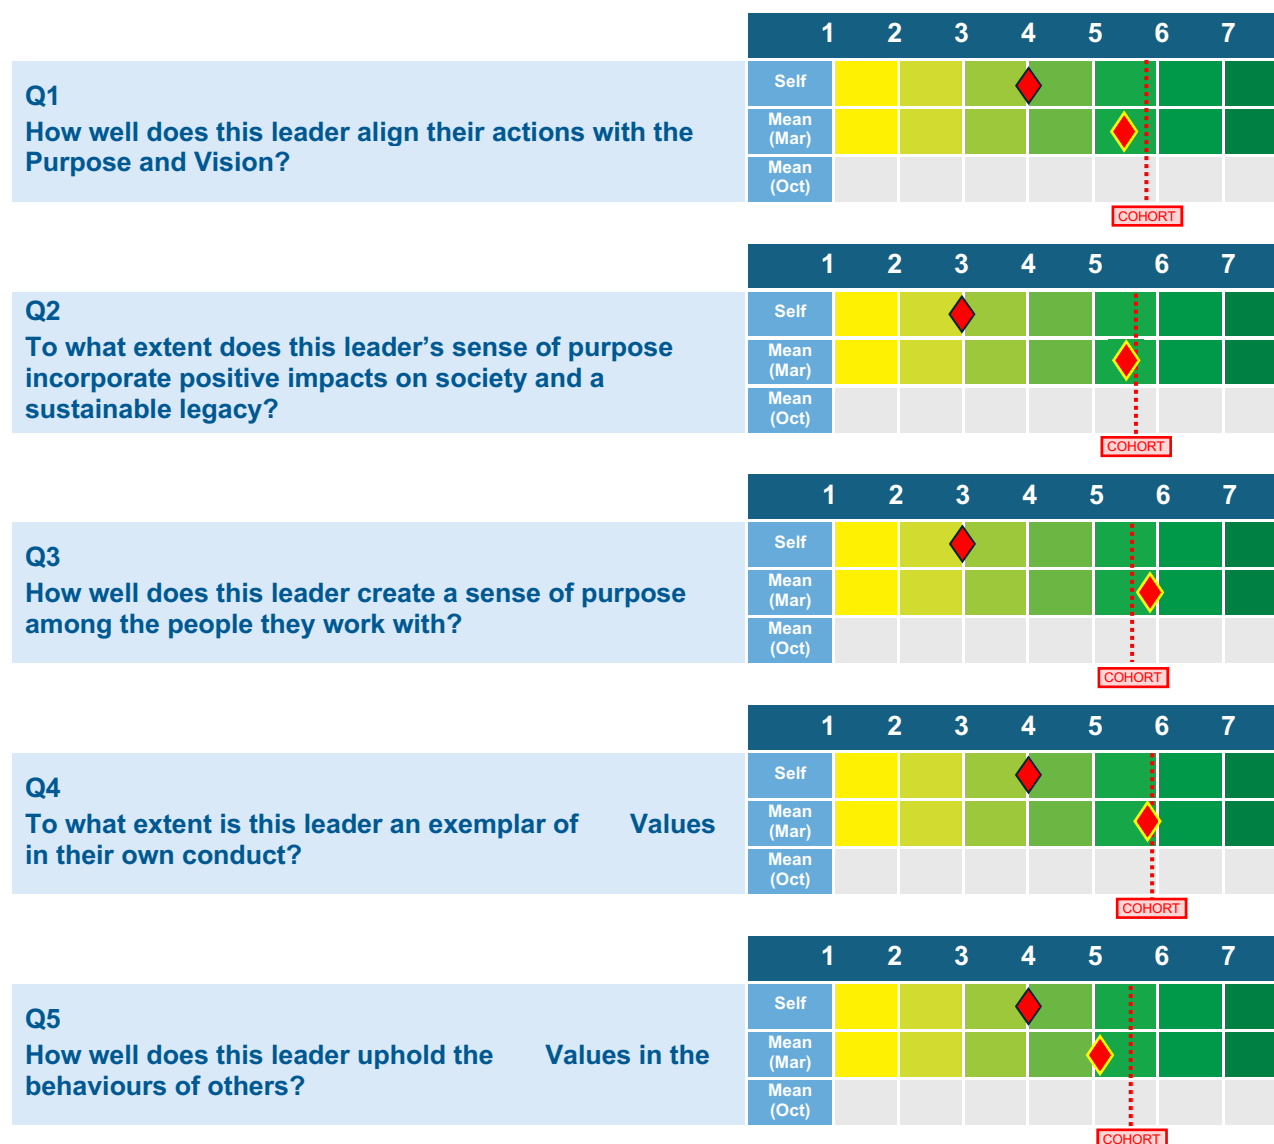 1 2 3 4 5 6 7
Q1
How well does this leader align their actions with the
Purpose and Vision?
Self
Mean
(Mar)
Mean
(Oct)
COHORT
1 2 3 4 5 6 7
Q2
To what extent does this leader’s sense of purpose
incorporate positive impacts on society and a
sustainable legacy?
Self
Mean
(Mar)
Mean
(Oct)
COHORT
1 2 3 4 5 6 7
Q3
How well does this leader create a sense of purpose
among the people they work with?
Self
Mean
(Mar)
Mean
(Oct)
COHORT
1 2 3 4 5 6 7
Q4
To what extent is this leader an exemplar of Values
in their own conduct?
Self
Mean
(Mar)
Mean
(Oct)
COHORT
1 2 3 4 5 6 7
Q5
How well does this leader uphold the Values in the
behaviours of others?
Self
Mean
(Mar)
Mean
(Oct)
COHORT